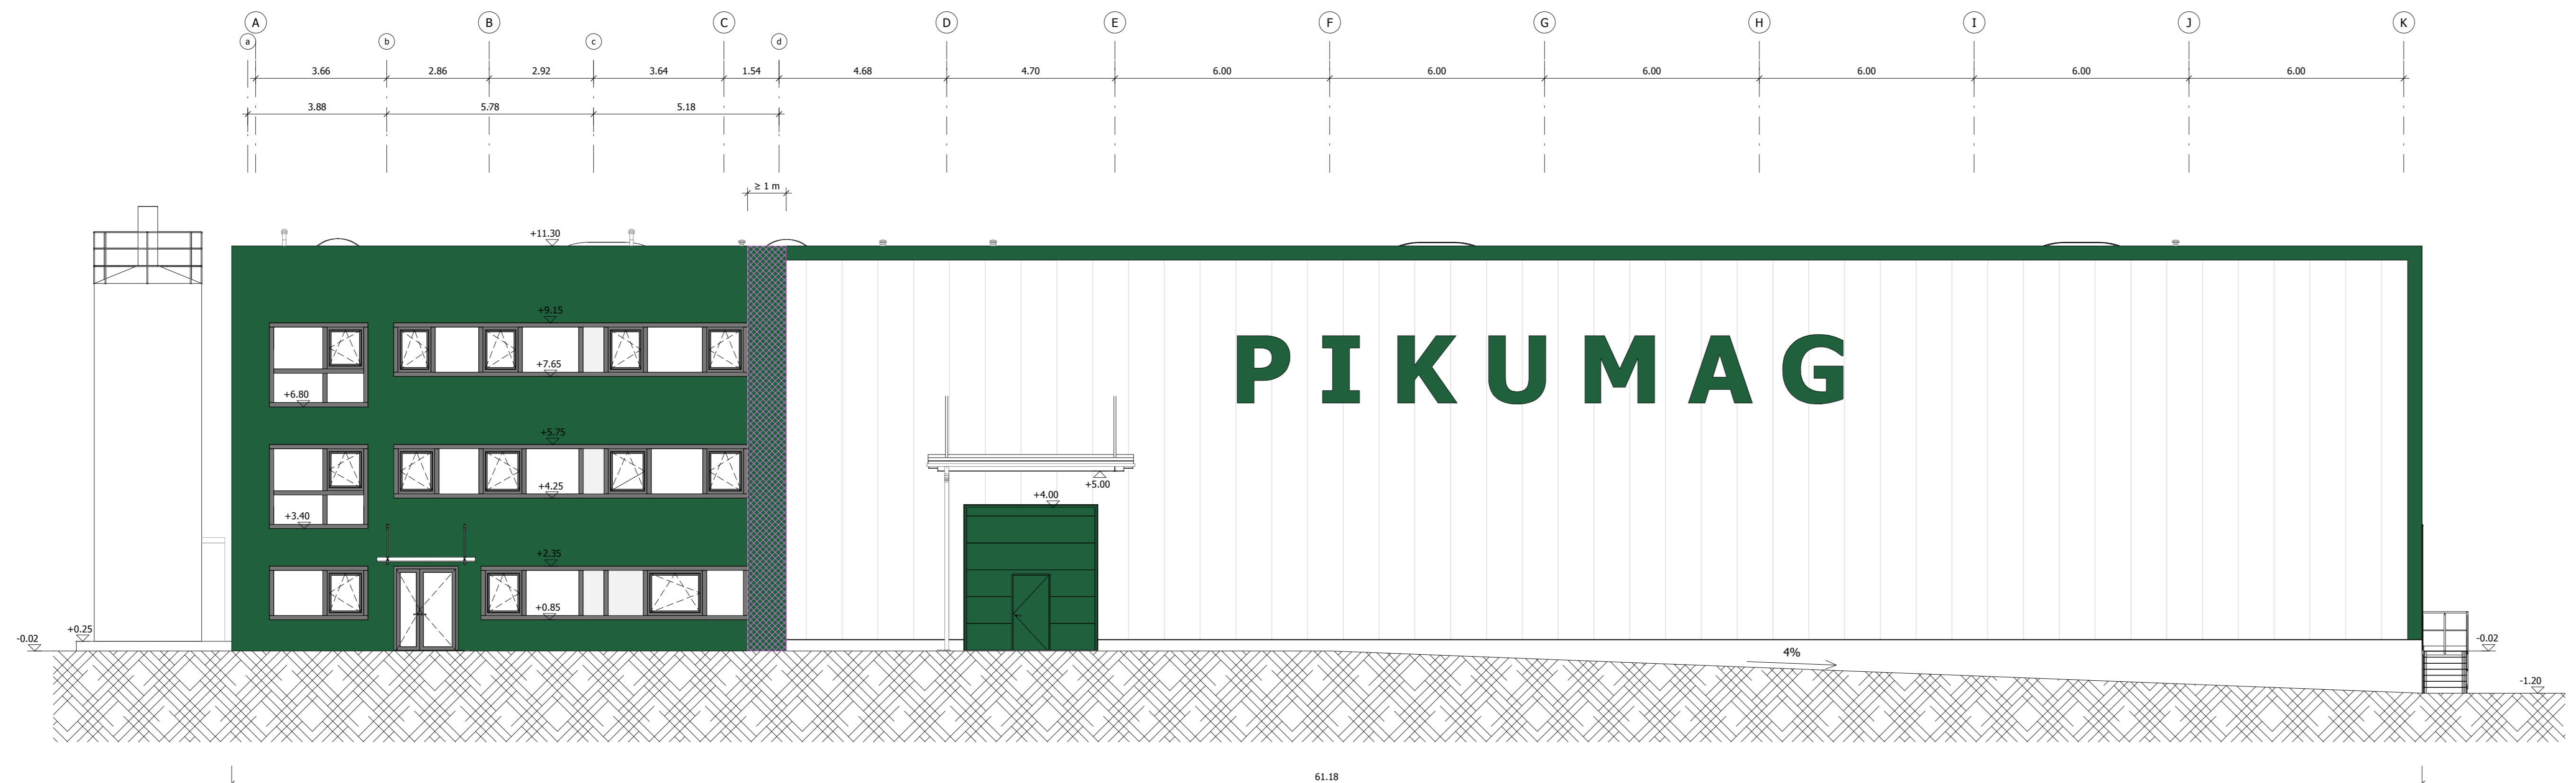 A B C D E F G H I J K
a b c d
3.66 2.86 2.92 3.64 1.54 4.68 4.70 6.00 6.00 6.00 6.00 6.00 6.00
3.88 5.78 5.18
≥ 1 m
+11.30
+9.15
+7.65
PIKUMAG
+6.80
+5.75
+4.25
+5.00
+4.00
+3.40
+2.35
+0.85
+0.25
-0.02
-0.02
4%
-1.20
61.18